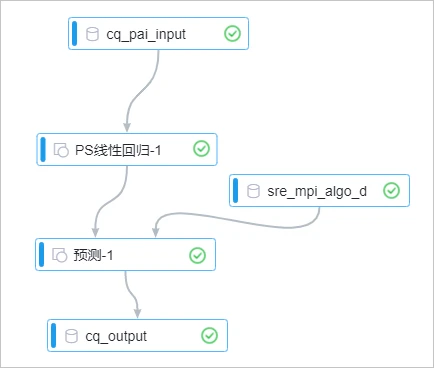 cq_pai_input
PS线性回归-1
sre_mpi_algo_d
预测-1
cq_output